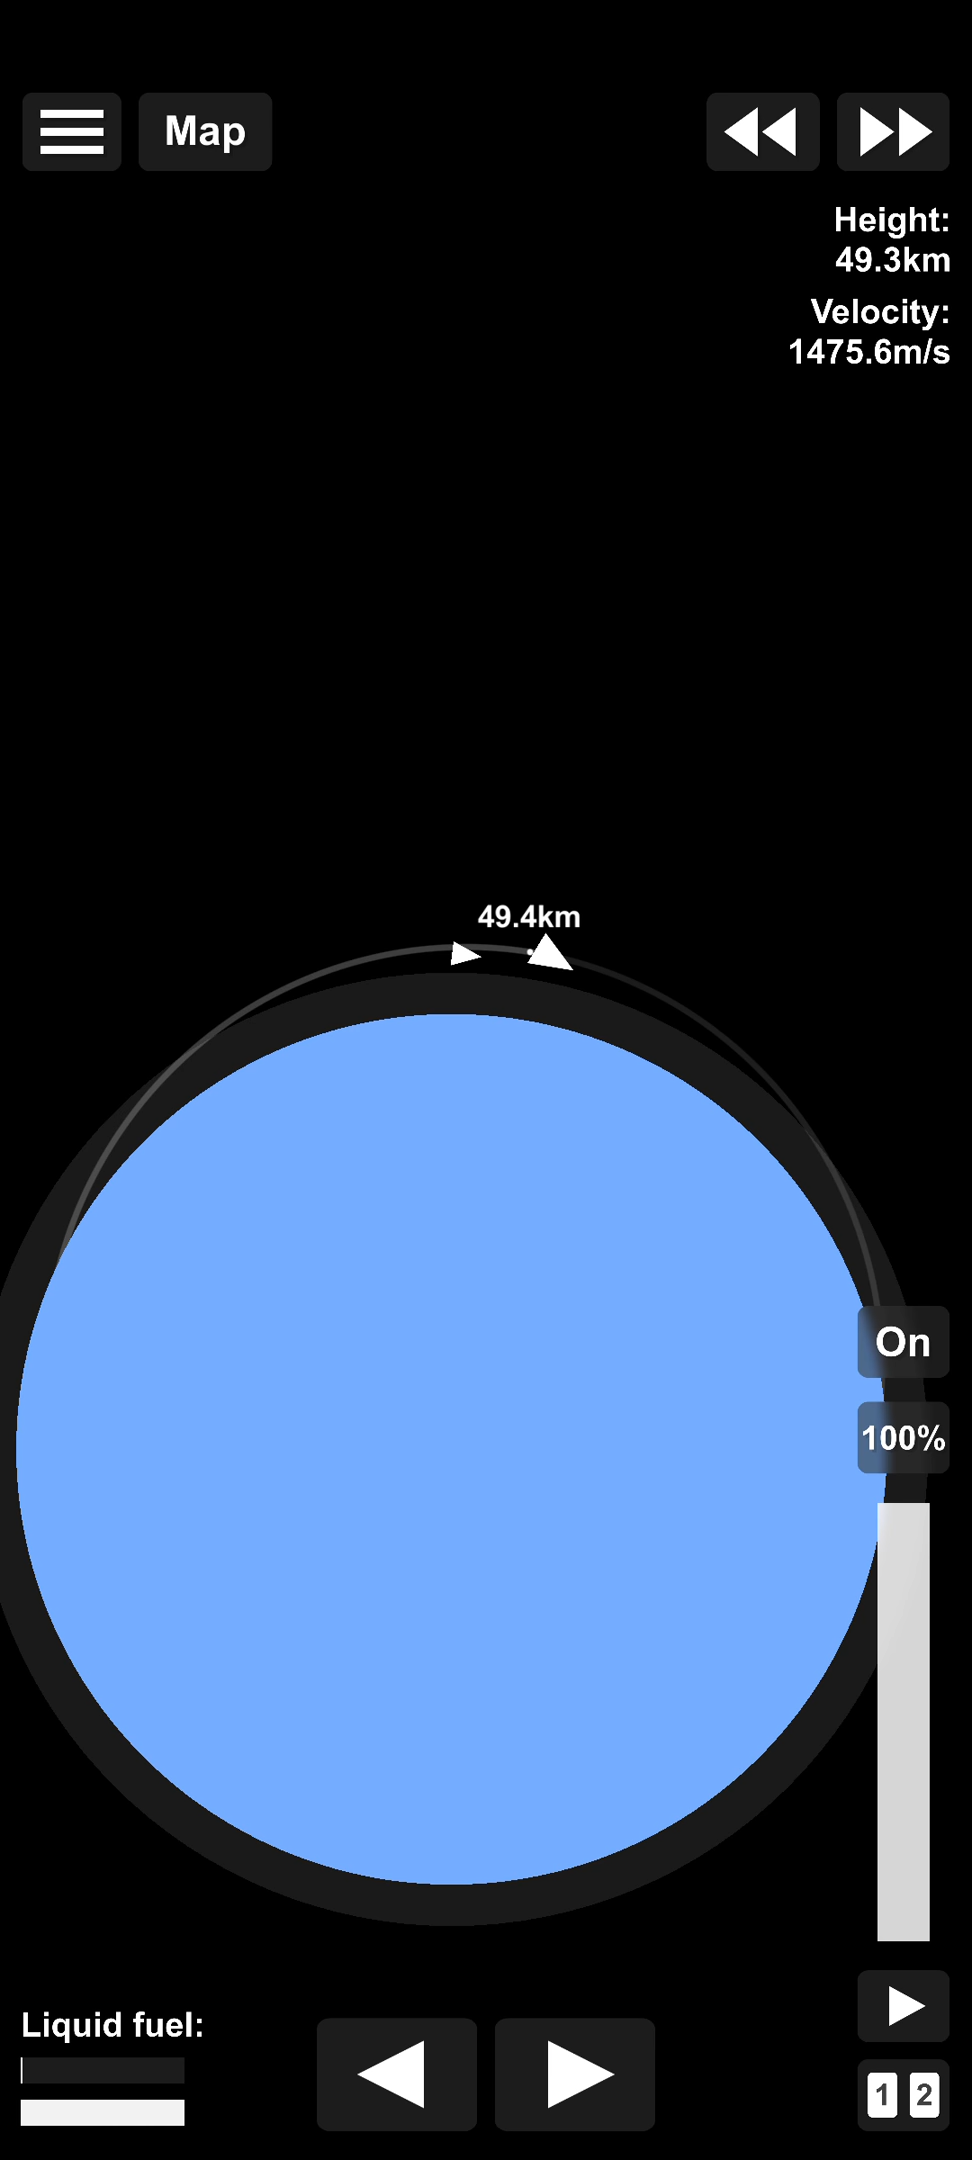 Map
Height:
49.3km
Velocity:
1475.6m/s
49.4km
On
100%
Liquid fuel:
1 2